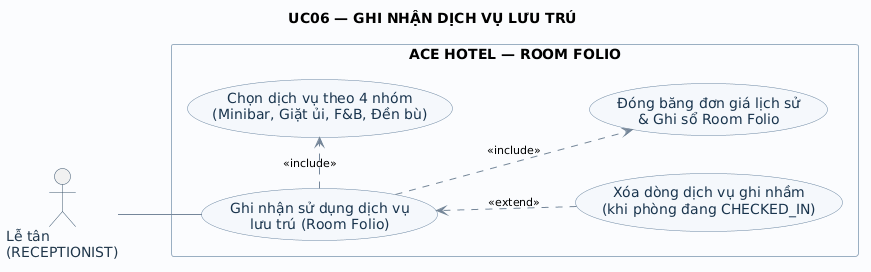 UC06 — GHI NHẬN DỊCH VỤ LƯU TRÚ
ACE HOTEL — ROOM FOLIO
Chọn dịch vụ theo 4 nhóm
(Minibar, Giặt ủi, F&B, Đền bù)
Đóng băng đơn giá lịch sử
& Ghi sổ Room Folio
«include»
«include»
Ghi nhận sử dụng dịch vụ
lưu trú (Room Folio)
«extend»
Xóa dòng dịch vụ ghi nhầm
(khi phòng đang CHECKED_IN)
Lễ tân
(RECEPTIONIST)